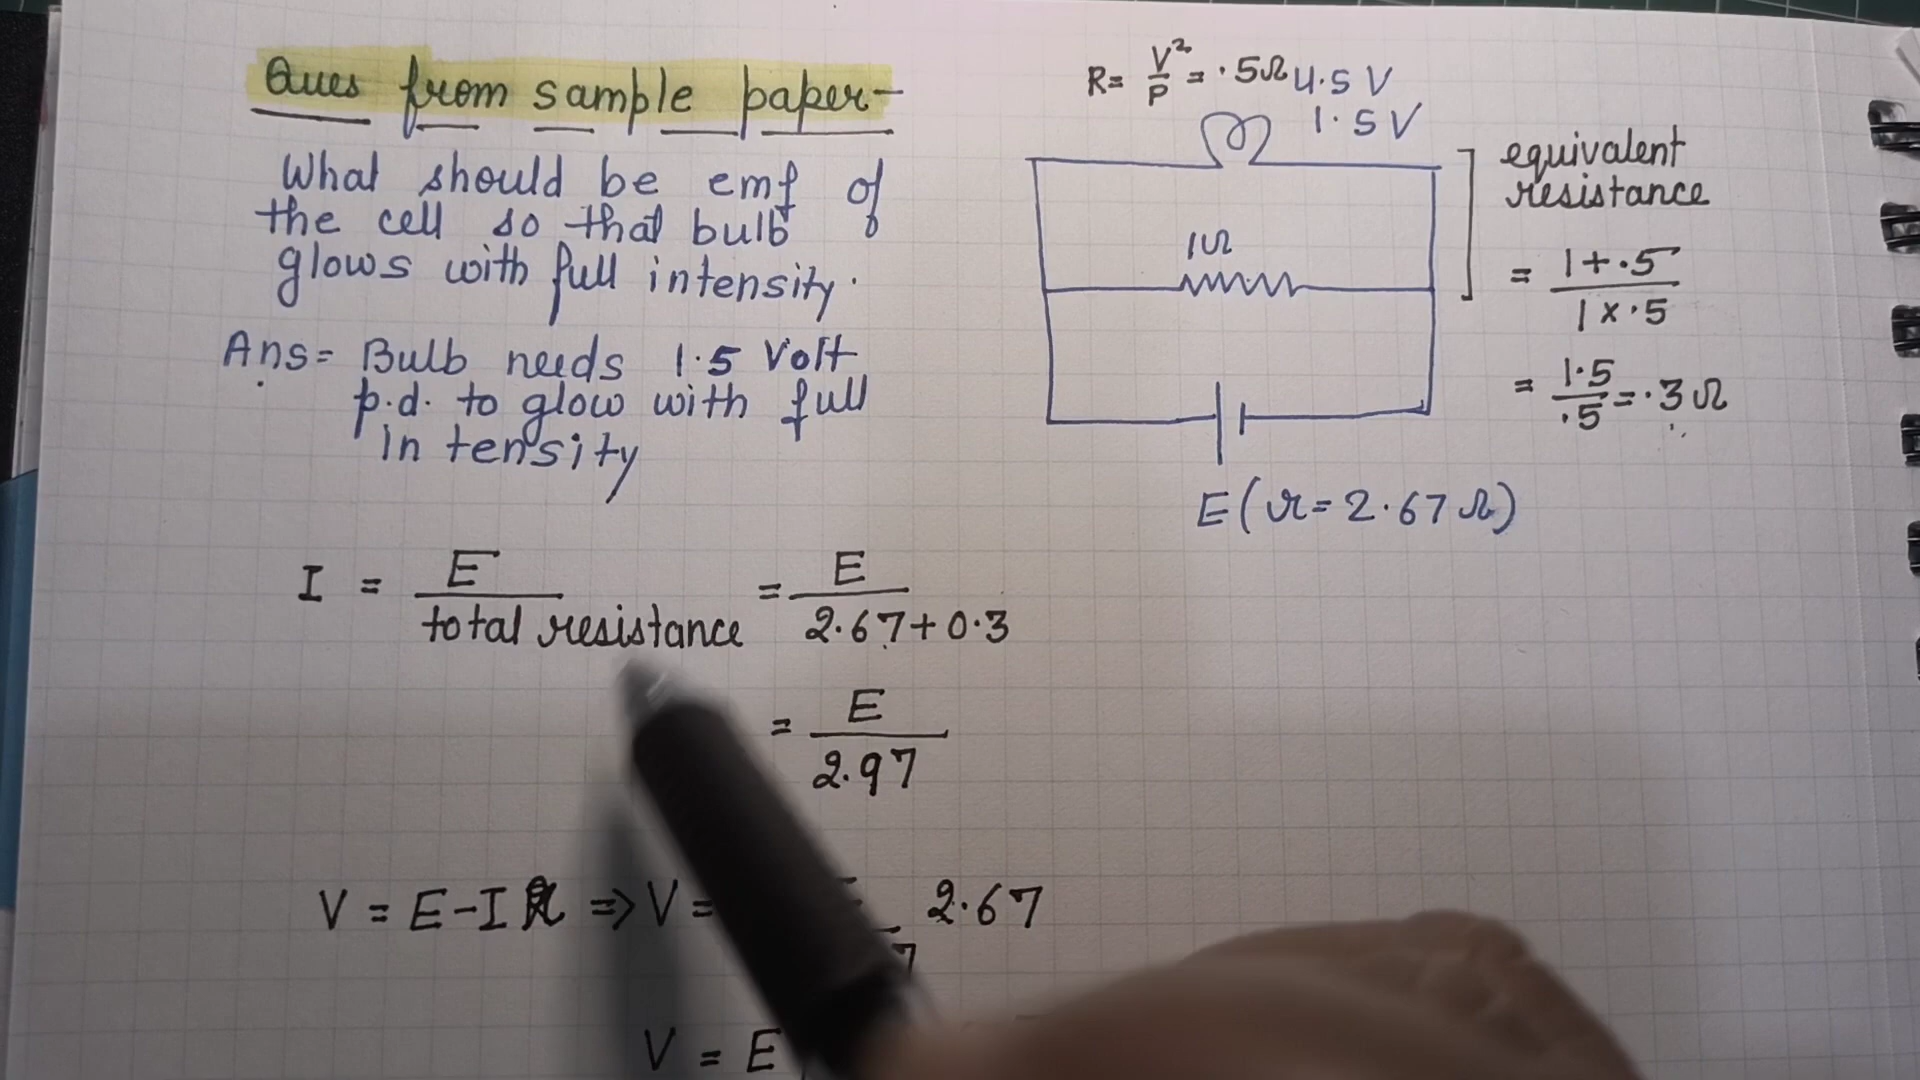 Ques from sample paper-
What should be emf of
the cell so that bulb
glows with full intensity.
Ans= Bulb needs 1.5 Volt
p.d. to glow with full
intensity
R= V²/P = .5Ω 4.5 V
1.5 V
1Ω
E(r=2.67Ω)
equivalent
resistance
= 1+.5 / 1×.5
= 1.5/.5 = .3Ω
I = E / total resistance = E / 2.67+0.3
= E / 2.97
V = E-I r ⇒ V = 2.67
V = E